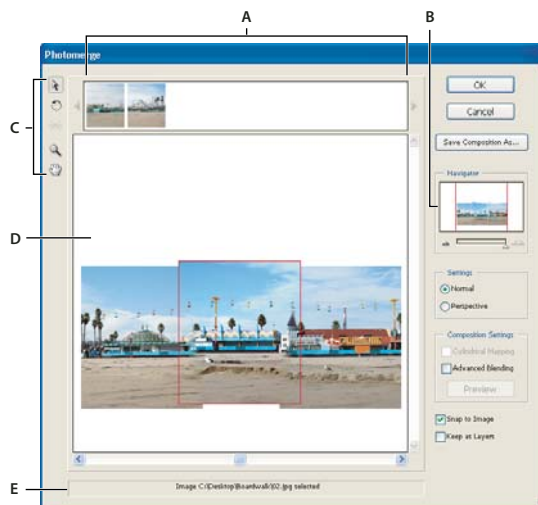 A
B
Photomerge
OK
C
Cancel
Save Composition As...
Navigator
D
Settings
Normal
Perspective
Composition Settings
Cylindrical Mapping
Advanced Blending
Preview
Snap to Image
Keep as Layers
E
Image C:\Desktop\Boardwalk\02.jpg selected